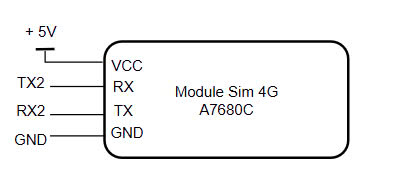 + 5V
VCC
TX2 RX
Module Sim 4G
RX2 TX
A7680C
GND GND